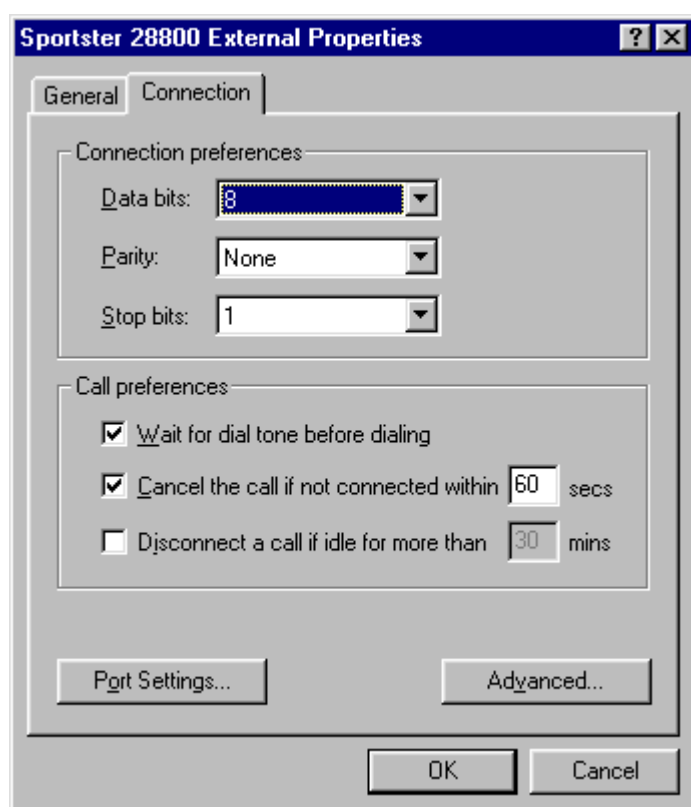 Sportster 28800 External Properties ?
General Connection
Connection preferences
Data bits: 8
Parity: None
Stop bits: 1
Call preferences
Wait for dial tone before dialing
Cancel the call if not connected within 60 secs
Disconnect a call if idle for more than 30 mins
Port Settings... Advanced...
OK Cancel